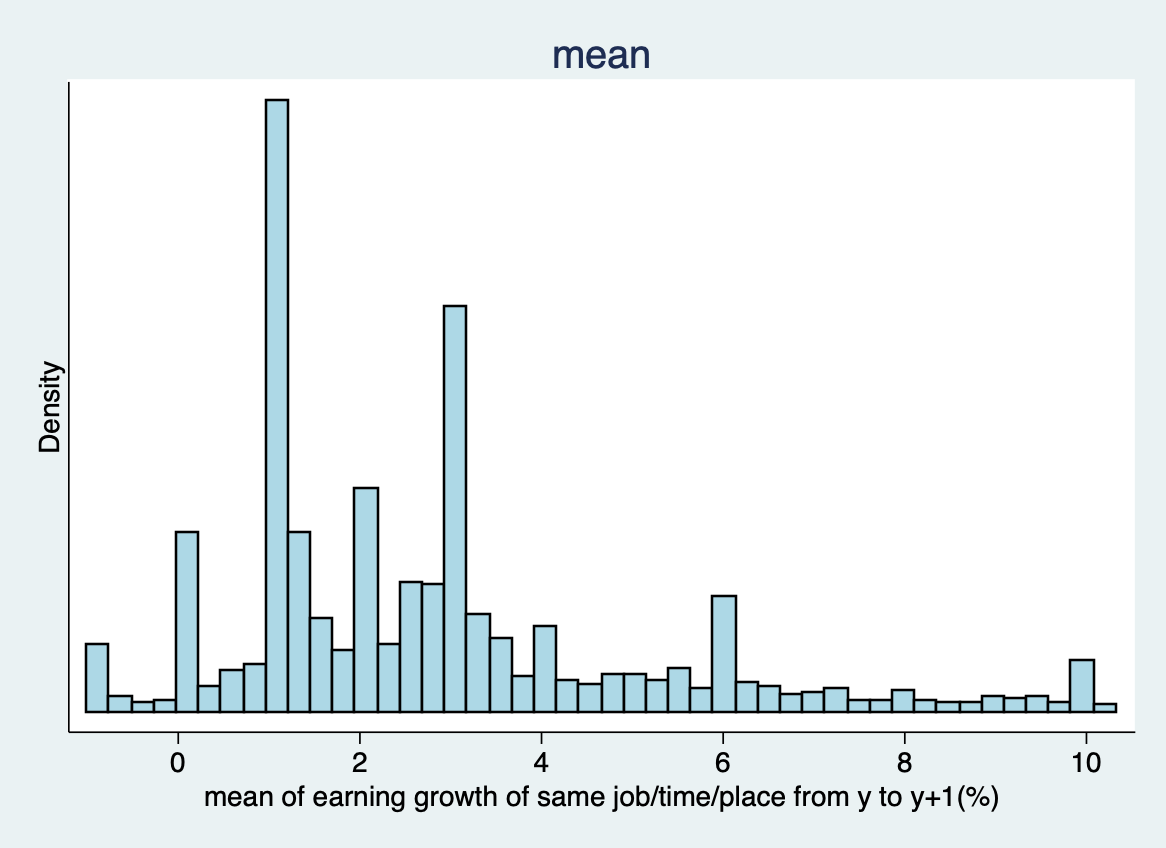 mean
Density
0 2 4 6 8 10
mean of earning growth of same job/time/place from y to y+1(%)